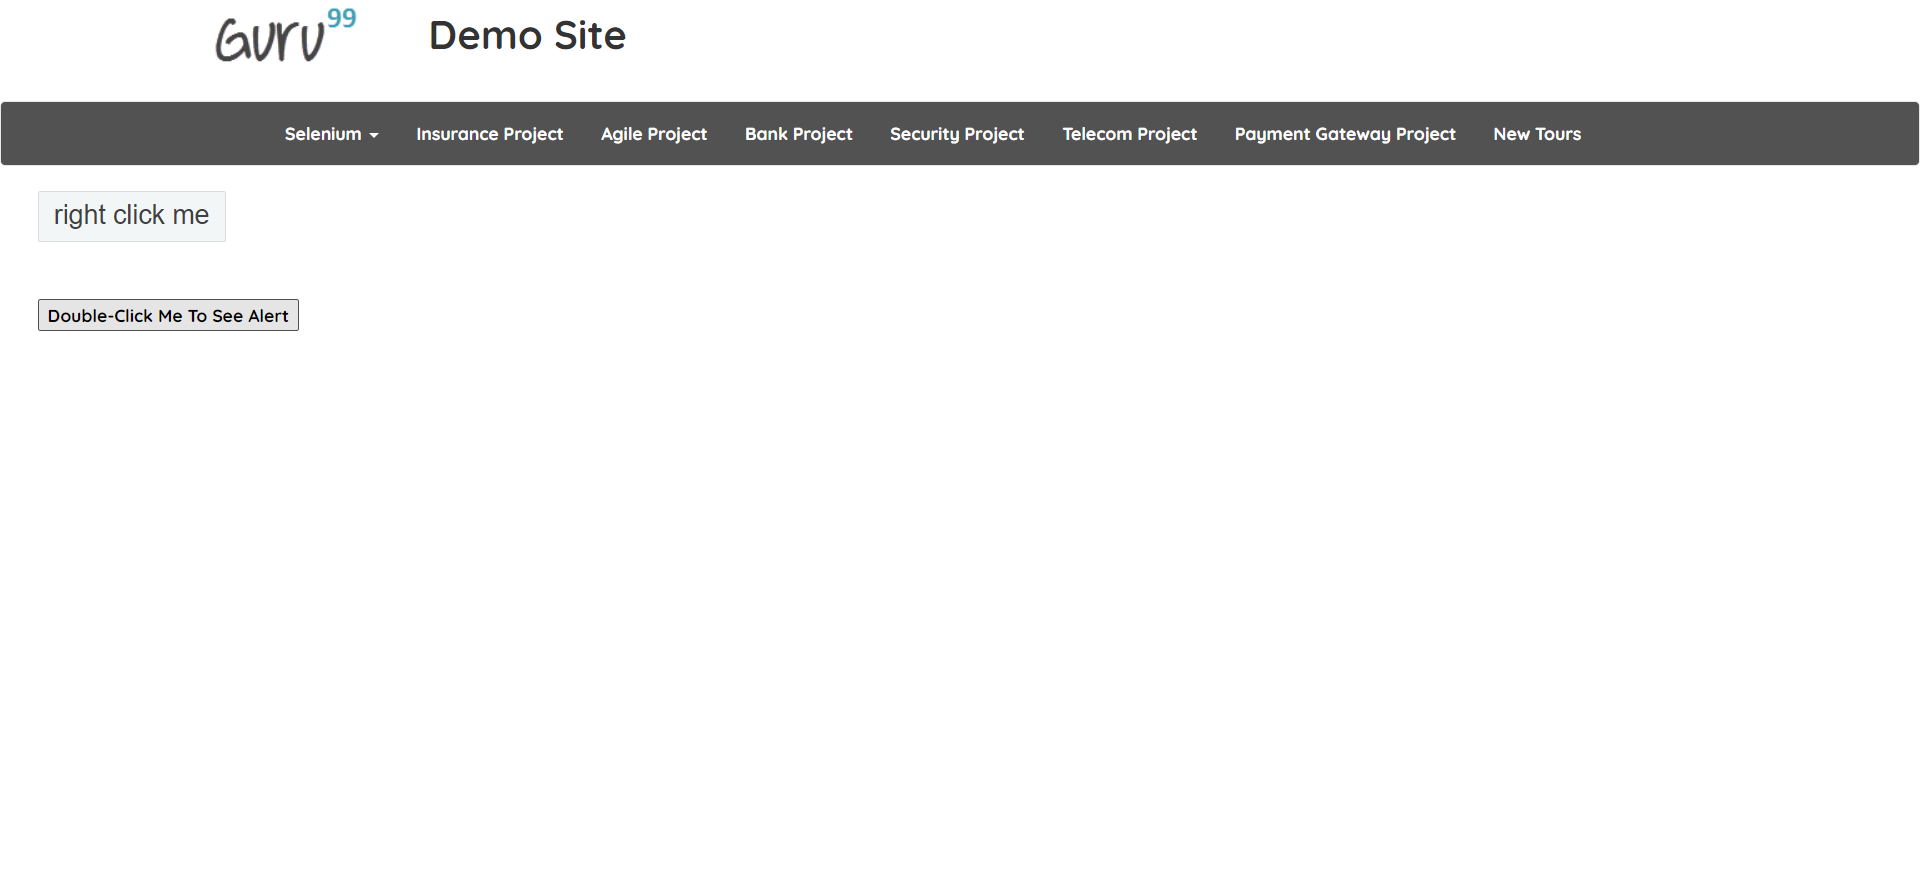 Guru99 Demo Site
Selenium Insurance Project Agile Project Bank Project Security Project Telecom Project Payment Gateway Project New Tours
right click me
Double-Click Me To See Alert